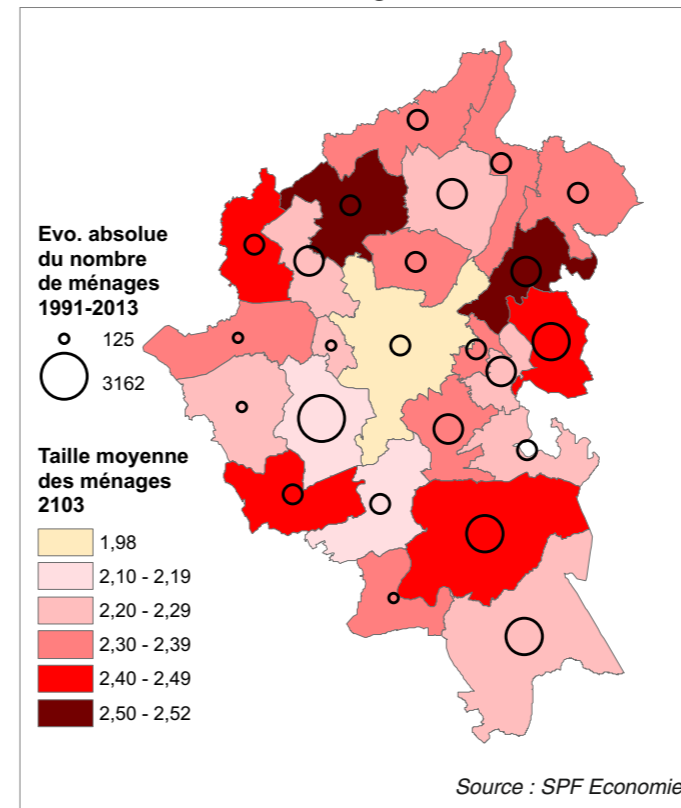 Evo. absolue
du nombre
de ménages
1991-2013
125
3162
Taille moyenne
des ménages
2103
1,98
2,10 - 2,19
2,20 - 2,29
2,30 - 2,39
2,40 - 2,49
2,50 - 2,52
Source : SPF Economie